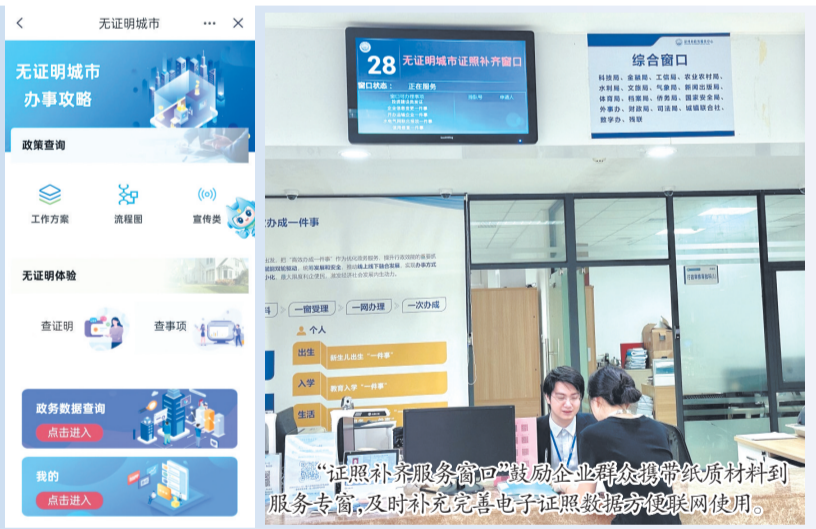 无证明城市
无证明城市
办事攻略
政策查询
工作方案
流程图
宣传类
无证明体验
查证明
查事项
政务数据查询
点击进入
我的
点击进入
28
无证明城市证照补齐窗口
窗口状态：
正在服务
综合窗口
科技局、金融局、工信局、农业农村局、
水利局、文旅局、气象局、新闻出版局、
体育局、档案局、侨务局、国家安全局、
外事办、财政局、司法局、城镇联合社、
数字办、残联
办成一件事
一窗受理
一网办理
一次办成
个人
出生
新生儿出生“一件事”
入学
教育入学“一件事”
生活
“证照补齐服务窗口”鼓励企业群众携带纸质材料到
服务专窗,及时补充完善电子证照数据方便联网使用。